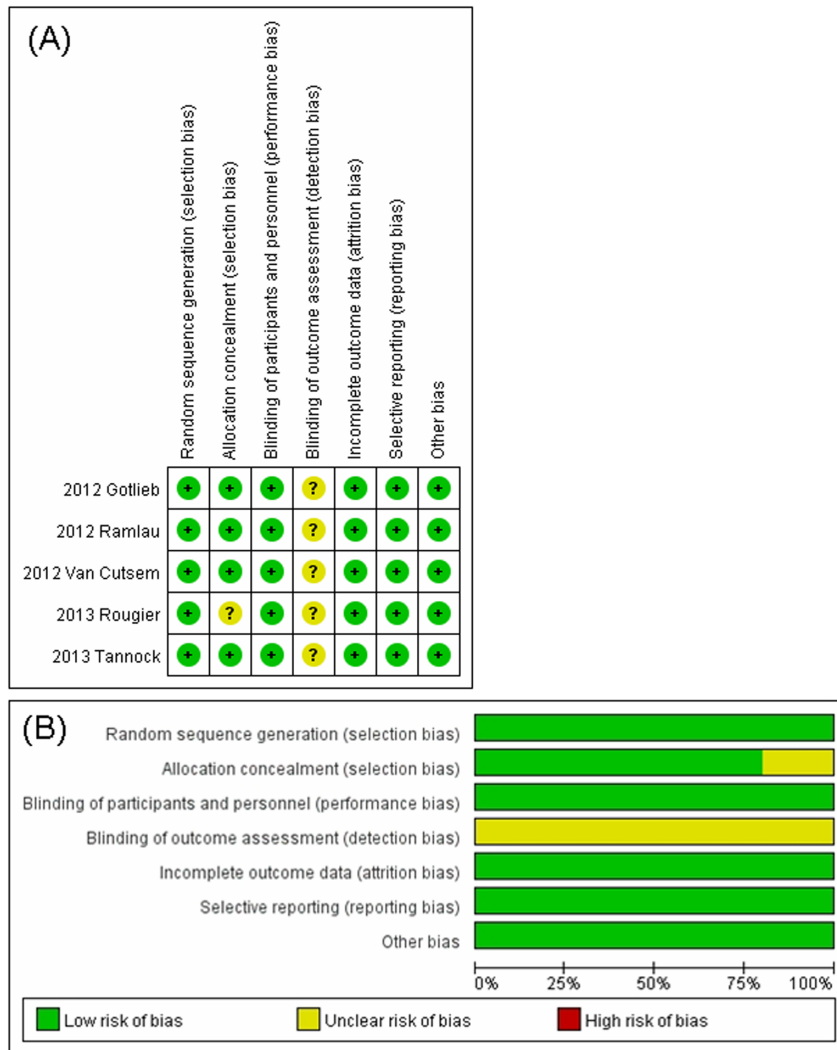 (A)
Random sequence generation (selection bias)
Allocation concealment (selection bias)
Blinding of participants and personnel (performance bias)
Blinding of outcome assessment (detection bias)
Incomplete outcome data (attrition bias)
Selective reporting (reporting bias)
Other bias
2012 Gotlieb + + + ? + + +
2012 Ramlau + + + ? + + +
2012 Van Cutsem + + + ? + + +
2013 Rougier + ? + ? + + +
2013 Tannock + + + ? + + +
(B)
Random sequence generation (selection bias)
Allocation concealment (selection bias)
Blinding of participants and personnel (performance bias)
Blinding of outcome assessment (detection bias)
Incomplete outcome data (attrition bias)
Selective reporting (reporting bias)
Other bias
0% 25% 50% 75% 100%
Low risk of bias Unclear risk of bias High risk of bias